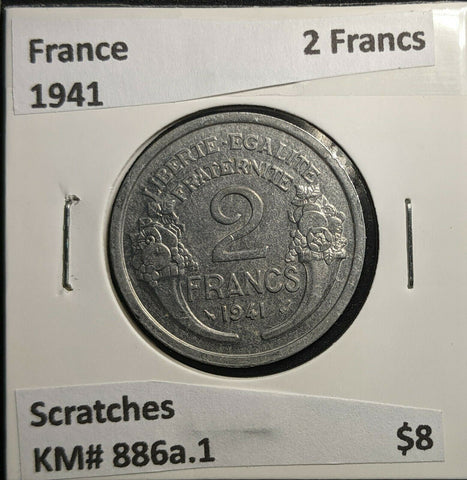 France
2 Francs
1941
LIBERTE-EGALITE
FRATERNITE
2
FRANCS
1941
Scratches
KM# 886a.1
$8